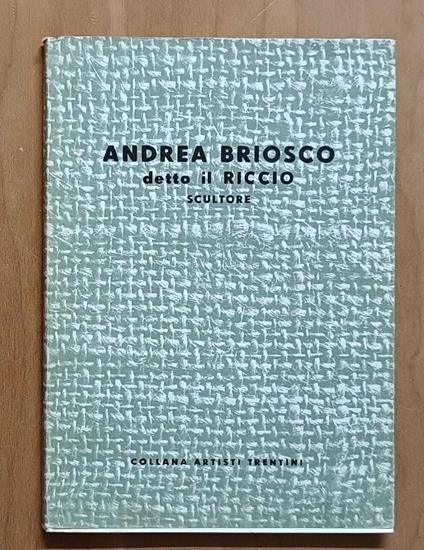 ANDREA BRIOSCO
detto il RICCIO
SCULTORE
COLLANA ARTISTI TRENTINI